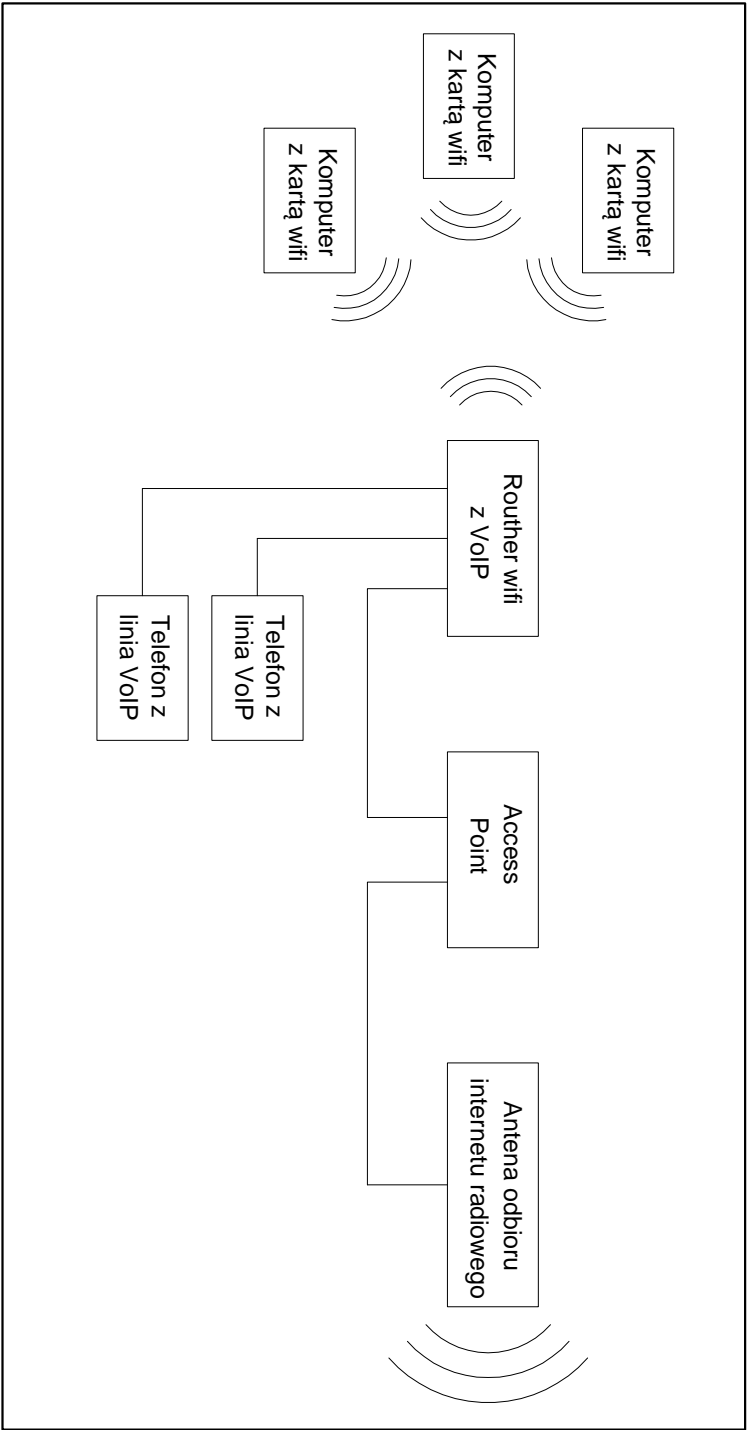 Komputer
z kartą wifi
Komputer
z kartą wifi
Komputer
z kartą wifi
Routher wifi
z VoIP
Telefon z
linia VoIP
Telefon z
linia VoIP
Access
Point
Antena odbioru
internetu radiowego